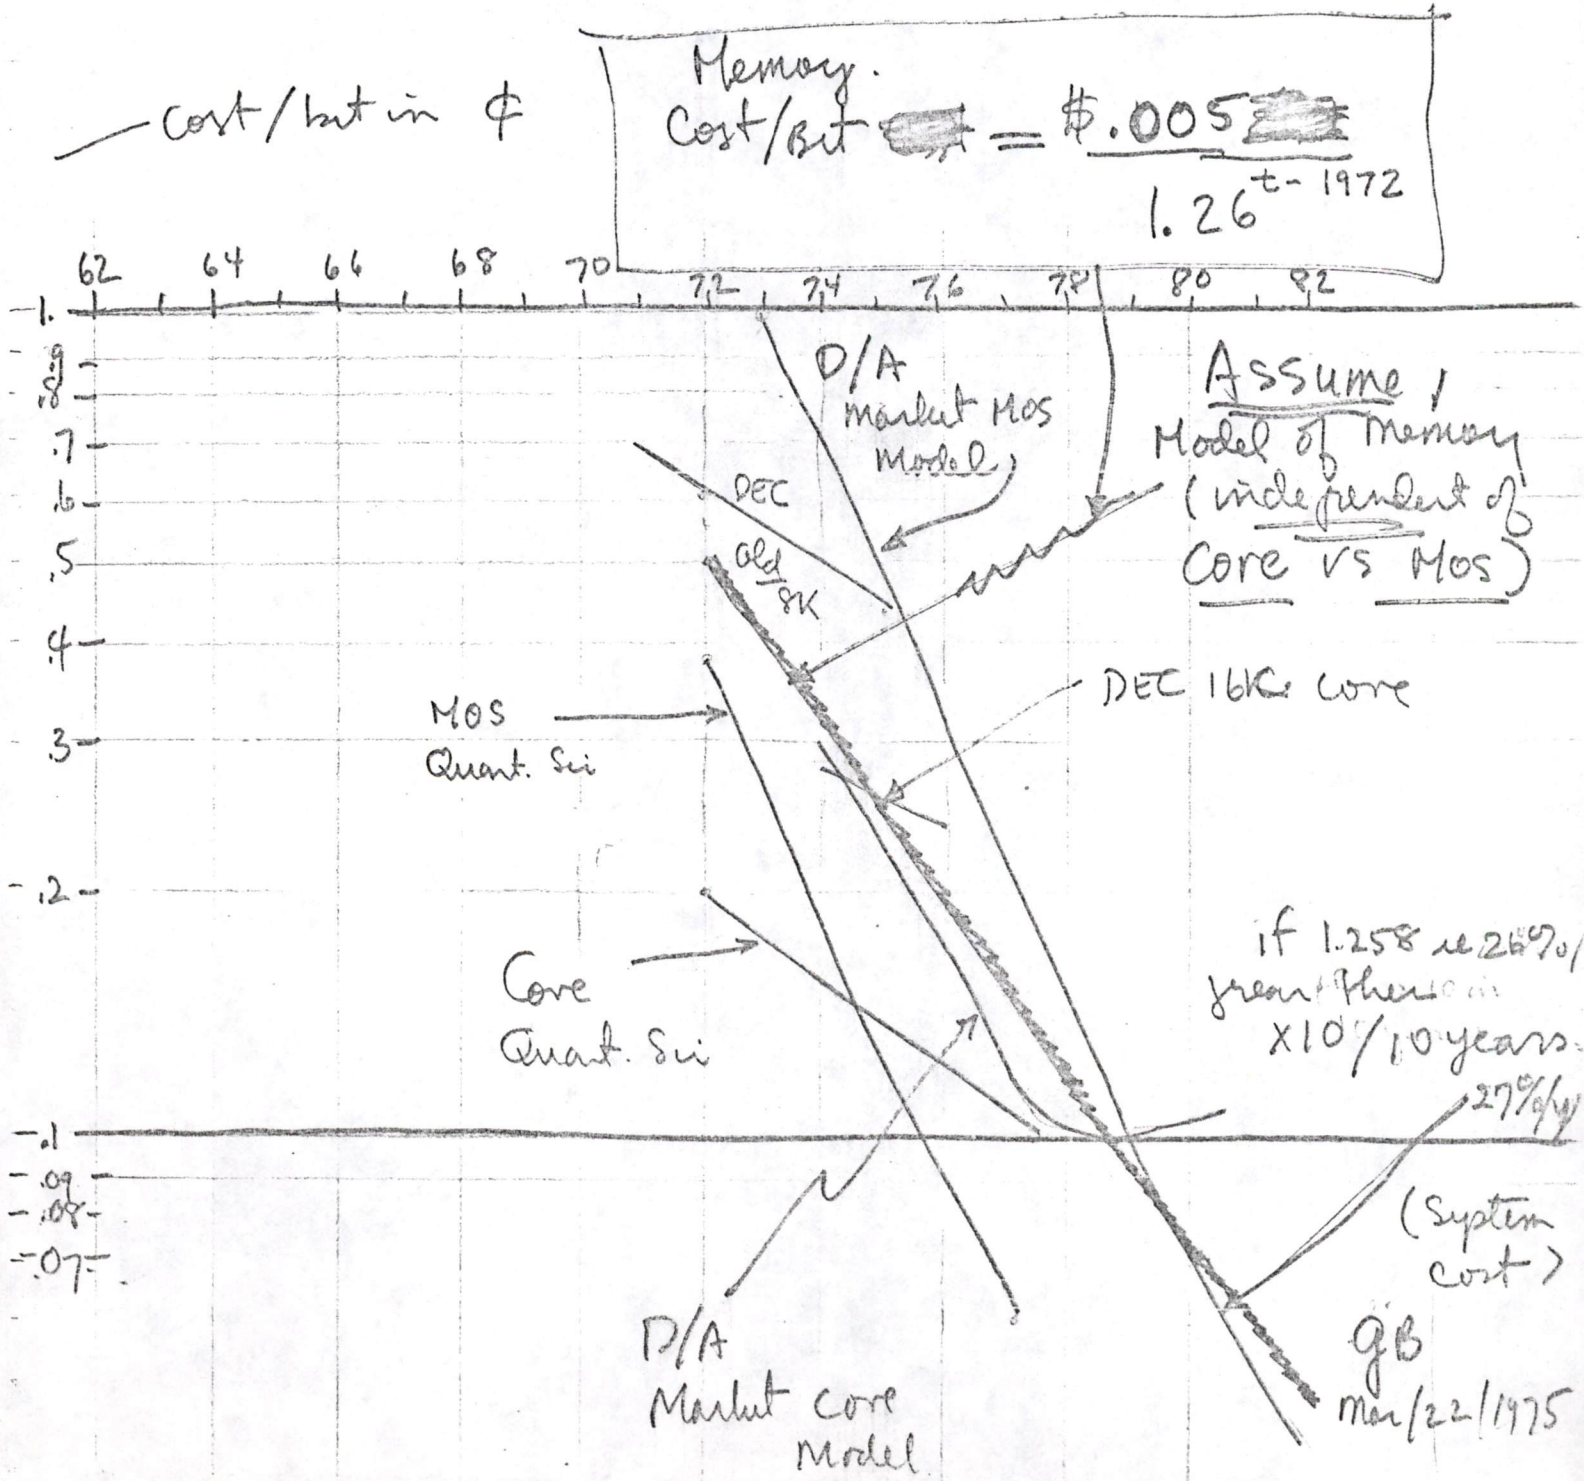 cost/bit in ¢
Memory.
Cost/Bit = $.005
1.26^t-1972
62 64 66 68 70 72 74 76 78 80 82
1.
.9
.8
.7
.6
.5
.4
.3
.2
.1
.09
.08
.07
D/A
market MOS
Model
Assume,
Model of memory
(independent of
Core vs Mos)
DEC
old
8K
DEC 16K core
MOS
Quant. Sci
Core
Quant. Sci
if 1.258 ie 26%/
year then
x10/10 years.
27%/yr
(System
cost)
D/A
Market Core
Model
GB
Mar/22/1975